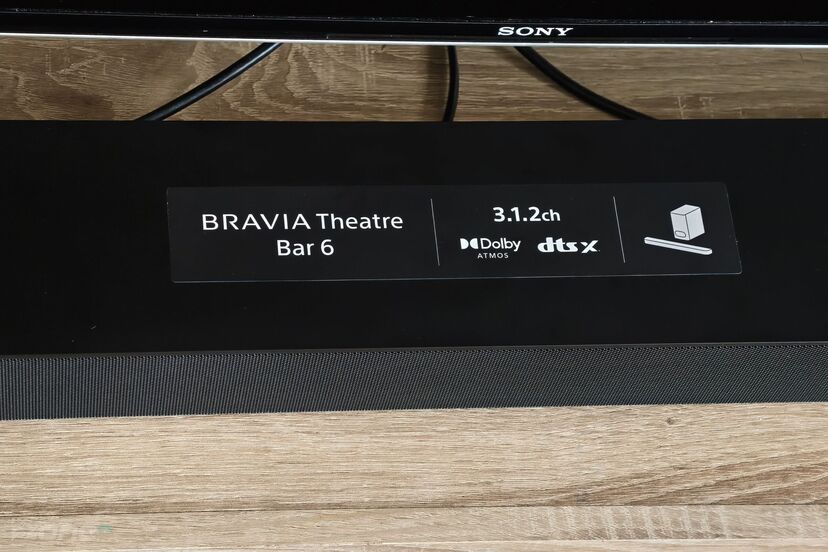 SONY
BRAVIA Theatre
Bar 6
3.1.2ch
Dolby
ATMOS
dts X